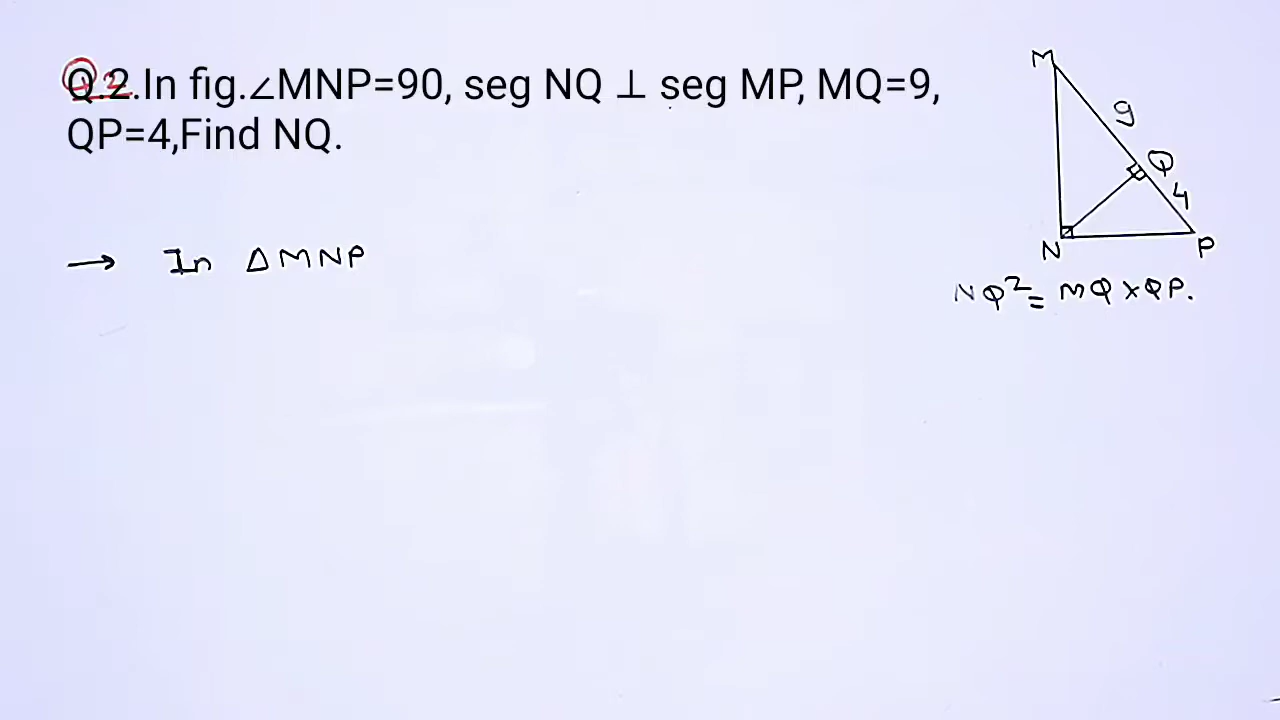 Q.2.In fig.∠MNP=90, seg NQ ⊥ seg MP, MQ=9,
QP=4,Find NQ.
M
9
Q
4
N
P
→ In △MNP
NQ² = MQ × QP.